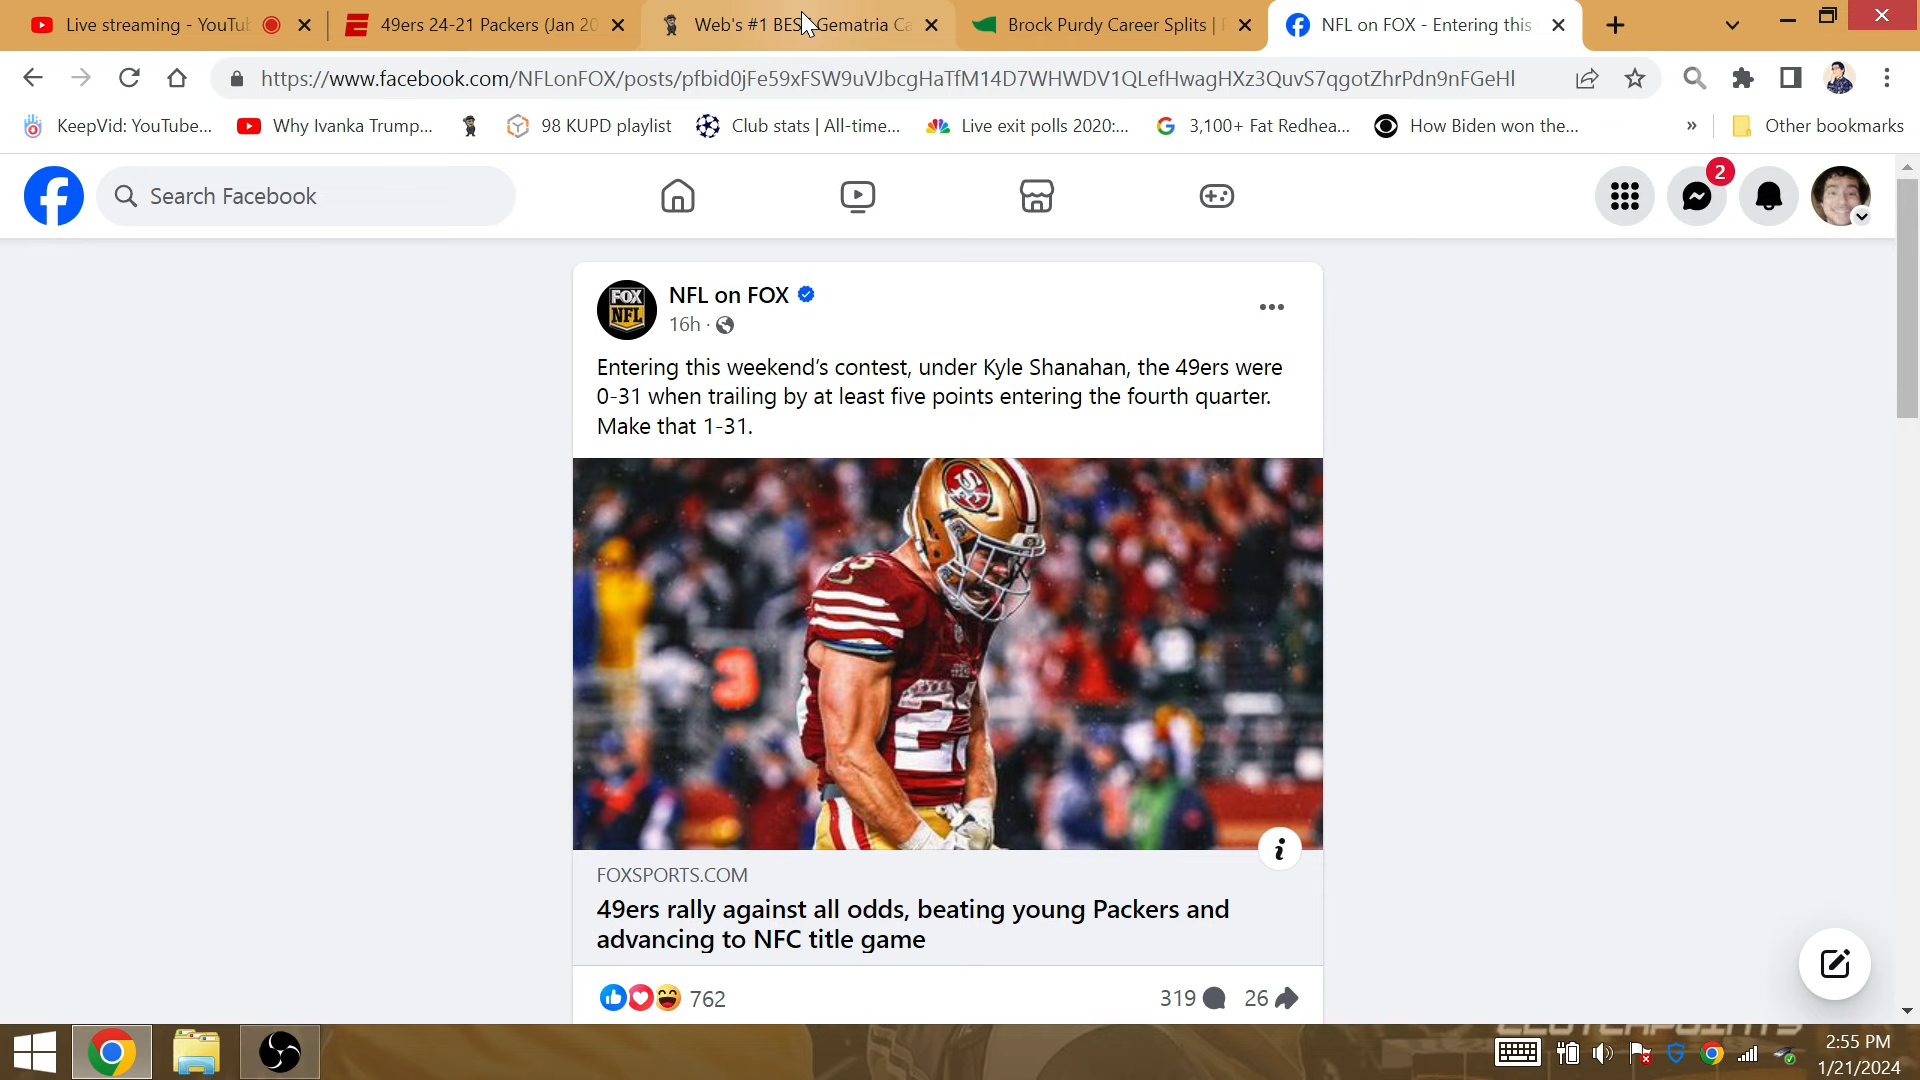 Live streaming - YouTu
49ers 24-21 Packers (Jan 20
Web's #1 BES Gematria Ca
Brock Purdy Career Splits |
NFL on FOX - Entering this
https://www.facebook.com/NFLonFOX/posts/pfbid0jFe59xFSW9uVJbcgHaTfM14D7WHWDV1QLefHwagHXz3QuvS7qgotZhrPdn9nFGeHl
KeepVid: YouTube...
Why Ivanka Trump...
98 KUPD playlist
Club stats | All-time...
Live exit polls 2020:...
3,100+ Fat Redhea...
How Biden won the...
»
Other bookmarks
Search Facebook
2
FOX
NFL
NFL on FOX
16h ·
Entering this weekend's contest, under Kyle Shanahan, the 49ers were
0-31 when trailing by at least five points entering the fourth quarter.
Make that 1-31.
FOXSPORTS.COM
49ers rally against all odds, beating young Packers and
advancing to NFC title game
762
319
26
2:55 PM
1/21/2024